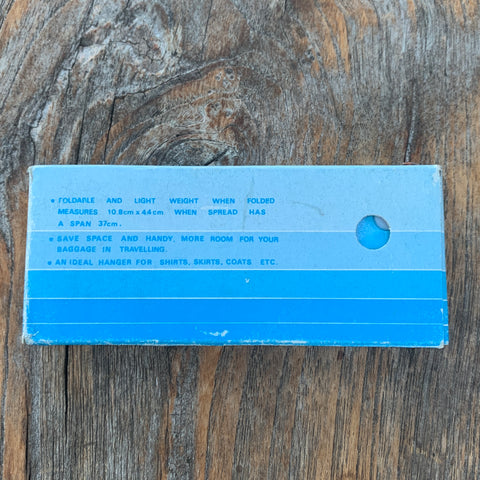 • FOLDABLE AND LIGHT WEIGHT WHEN FOLDED
MEASURES 10.8cm x 4.4cm WHEN SPREAD HAS
A SPAN 37cm.
• SAVE SPACE AND HANDY, MORE ROOM FOR YOUR
BAGGAGE IN TRAVELLING.
• AN IDEAL HANGER FOR SHIRTS, SKIRTS, COATS ETC.